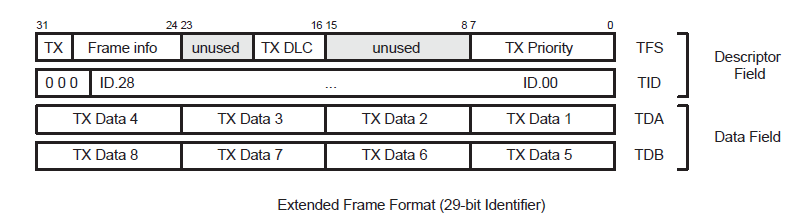 31 24 23 16 15 8 7 0
TX Frame info unused TX DLC unused TX Priority TFS
Descriptor
Field
0 0 0 ID.28 ... ID.00 TID
TX Data 4 TX Data 3 TX Data 2 TX Data 1 TDA
Data Field
TX Data 8 TX Data 7 TX Data 6 TX Data 5 TDB
Extended Frame Format (29-bit Identifier)